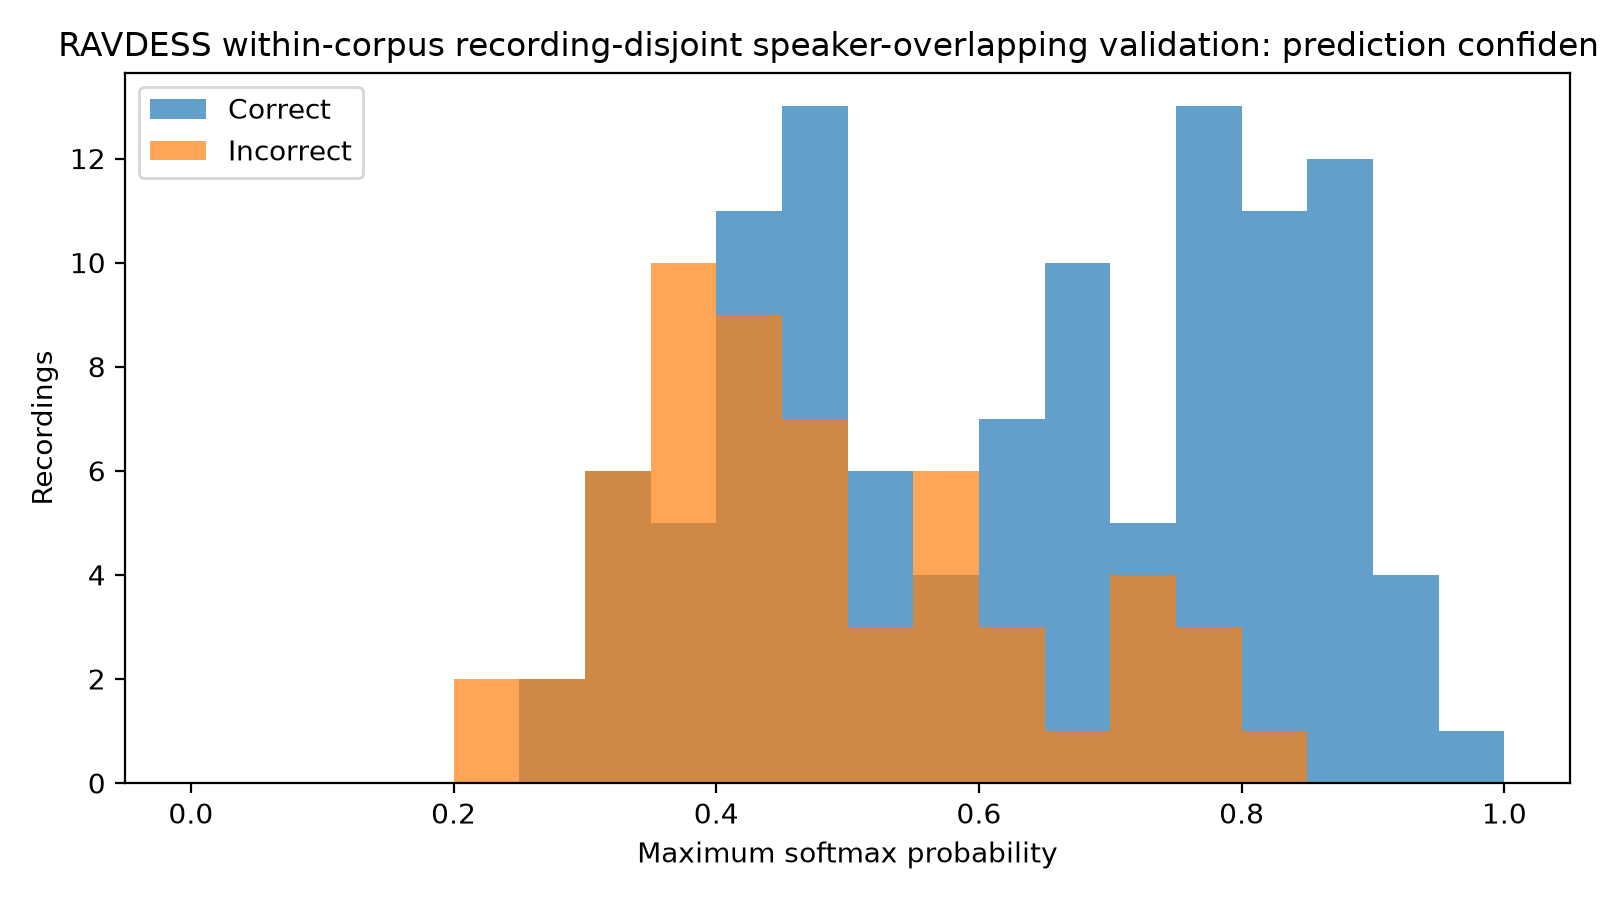 RAVDESS within-corpus recording-disjoint speaker-overlapping validation: prediction confiden
Correct
Incorrect
Recordings
12
10
8
6
4
2
0
0.0 0.2 0.4 0.6 0.8 1.0
Maximum softmax probability